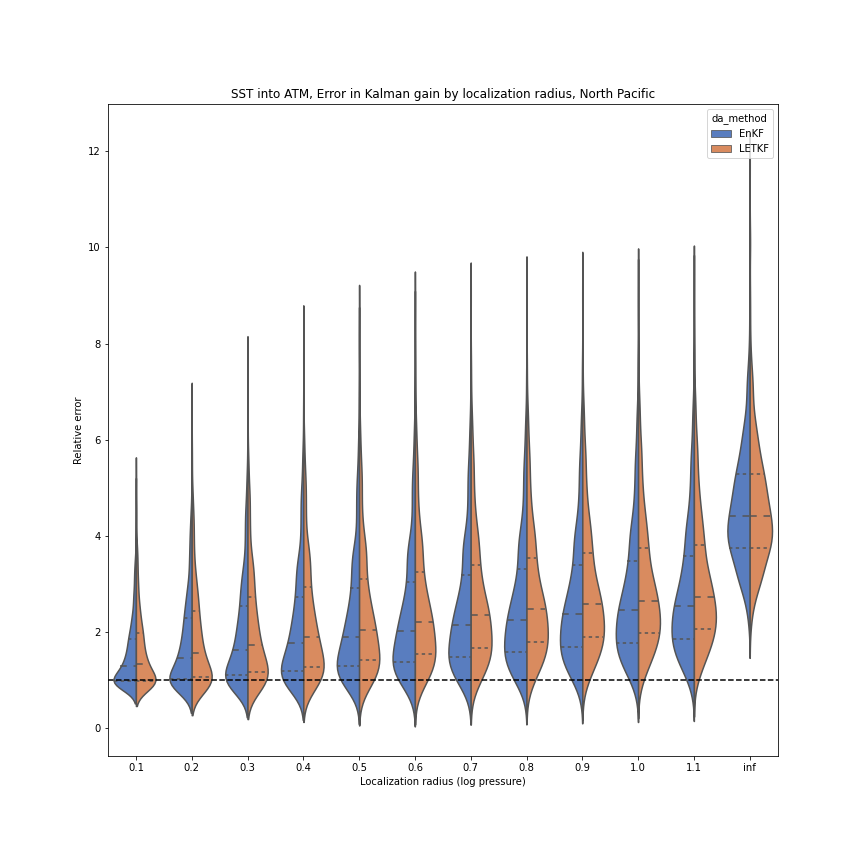 SST into ATM, Error in Kalman gain by localization radius, North Pacific
da_method
EnKF
LETKF
12
10
8
6
4
2
0
Relative error
0.1 0.2 0.3 0.4 0.5 0.6 0.7 0.8 0.9 1.0 1.1 inf
Localization radius (log pressure)